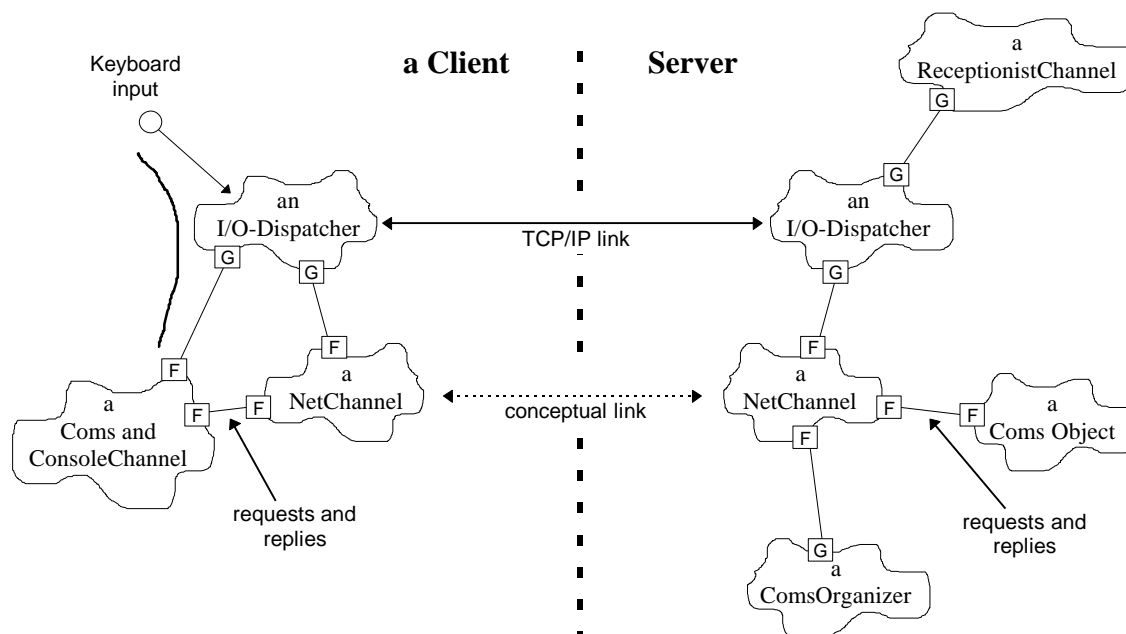 a
ReceptionistChannel
G
Keyboard
input
a Client
Server
G
an
I/O-Dispatcher
G
G
TCP/IP link
an
I/O-Dispatcher
G
F
F
F
a
NetChannel
F
F
a
Coms and
ConsoleChannel
conceptual link
F
a
NetChannel
F
F
F
a
Coms Object
requests and
replies
requests and
replies
G
a
ComsOrganizer